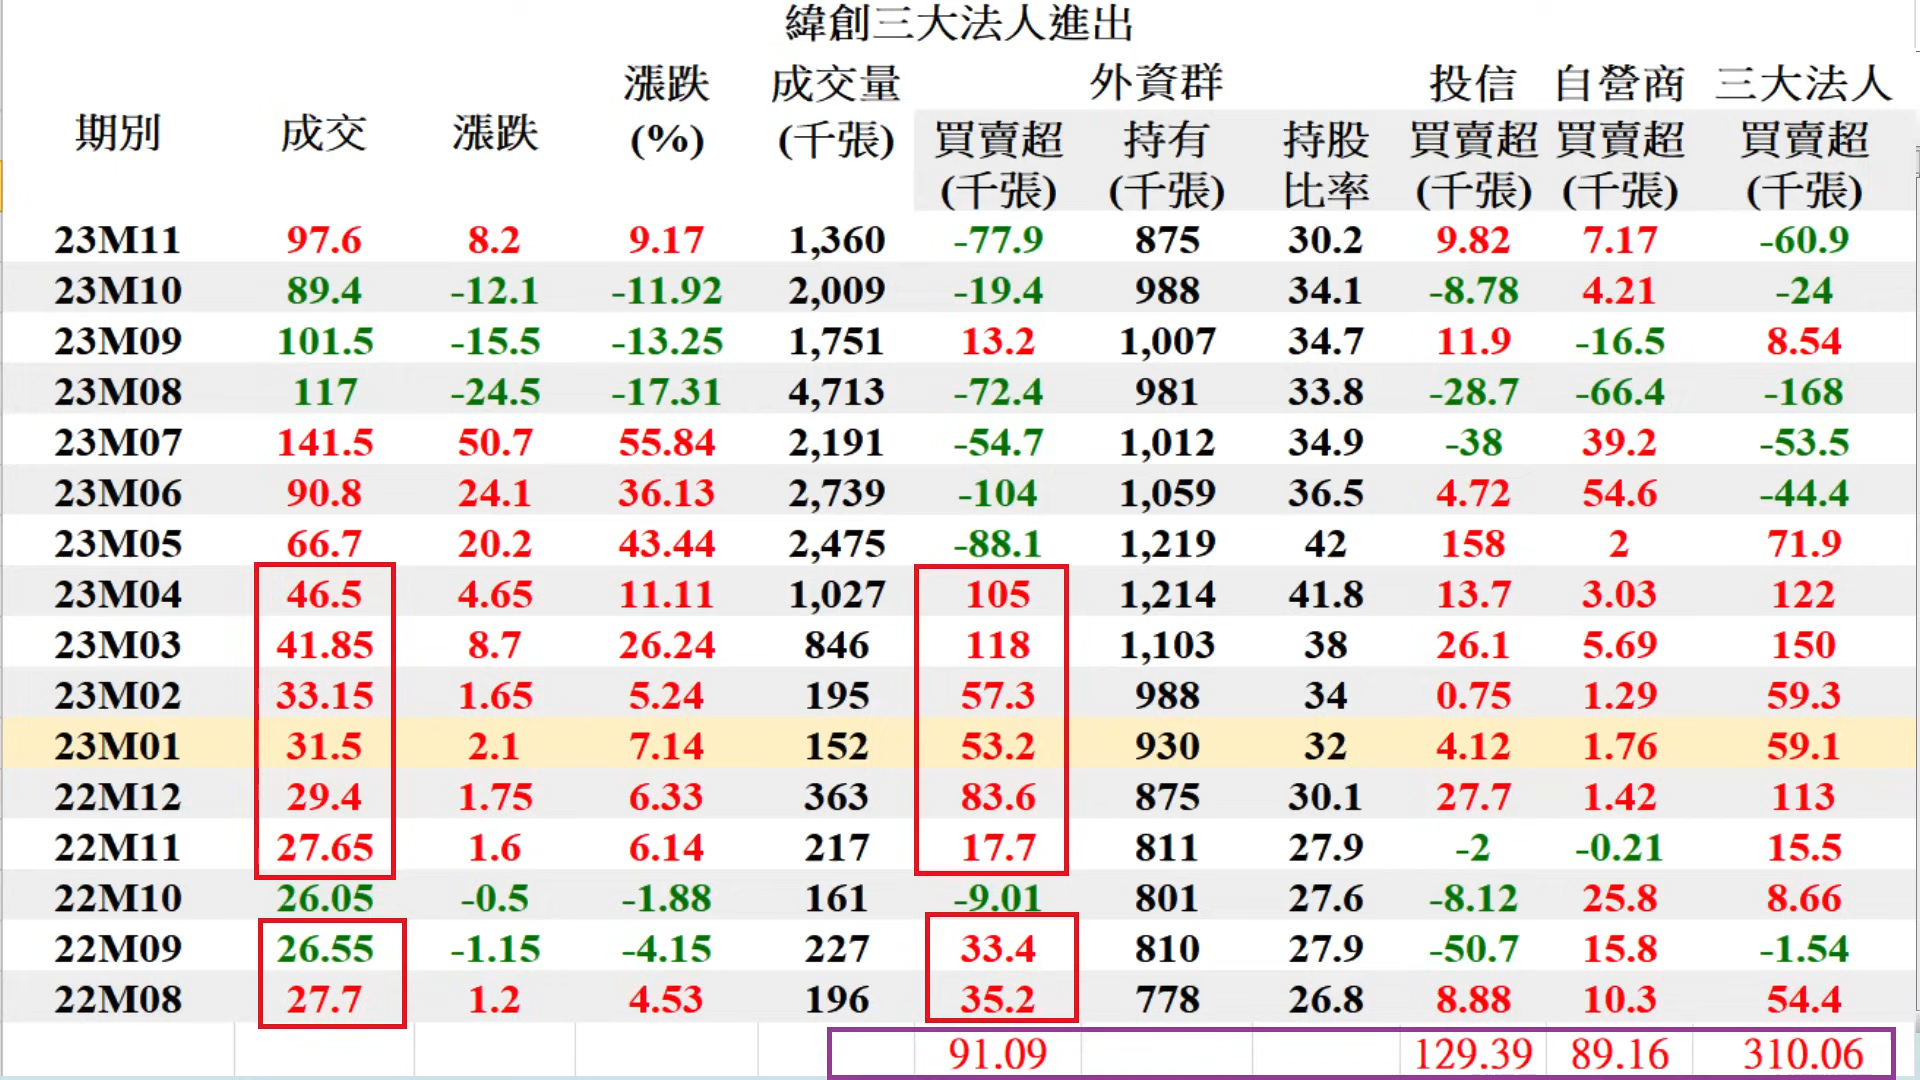 緯創三大法人進出
漲跌 成交量 外資群 投信 自營商 三大法人
期別 成交 漲跌 (%) (千張) 買賣超 持有 持股 買賣超 買賣超 買賣超
(千張) (千張) 比率 (千張) (千張) (千張)
23M11 97.6 8.2 9.17 1,360 -77.9 875 30.2 9.82 7.17 -60.9
23M10 89.4 -12.1 -11.92 2,009 -19.4 988 34.1 -8.78 4.21 -24
23M09 101.5 -15.5 -13.25 1,751 13.2 1,007 34.7 11.9 -16.5 8.54
23M08 117 -24.5 -17.31 4,713 -72.4 981 33.8 -28.7 -66.4 -168
23M07 141.5 50.7 55.84 2,191 -54.7 1,012 34.9 -38 39.2 -53.5
23M06 90.8 24.1 36.13 2,739 -104 1,059 36.5 4.72 54.6 -44.4
23M05 66.7 20.2 43.44 2,475 -88.1 1,219 42 158 2 71.9
23M04 46.5 4.65 11.11 1,027 105 1,214 41.8 13.7 3.03 122
23M03 41.85 8.7 26.24 846 118 1,103 38 26.1 5.69 150
23M02 33.15 1.65 5.24 195 57.3 988 34 0.75 1.29 59.3
23M01 31.5 2.1 7.14 152 53.2 930 32 4.12 1.76 59.1
22M12 29.4 1.75 6.33 363 83.6 875 30.1 27.7 1.42 113
22M11 27.65 1.6 6.14 217 17.7 811 27.9 -2 -0.21 15.5
22M10 26.05 -0.5 -1.88 161 -9.01 801 27.6 -8.12 25.8 8.66
22M09 26.55 -1.15 -4.15 227 33.4 810 27.9 -50.7 15.8 -1.54
22M08 27.7 1.2 4.53 196 35.2 778 26.8 8.88 10.3 54.4
91.09 129.39 89.16 310.06